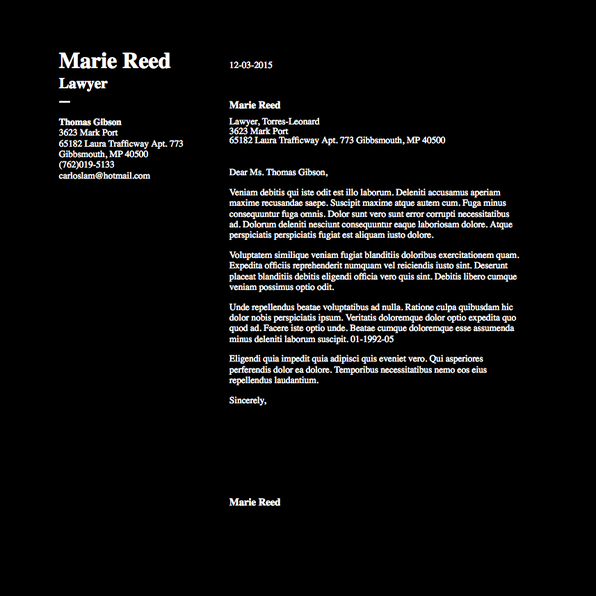 Marie Reed
Lawyer
—
Thomas Gibson
3623 Mark Port
65182 Laura Trafficway Apt. 773
Gibbsmouth, MP 40500
(762)019-5133
carloslam@hotmail.com
12-03-2015
Marie Reed
Lawyer, Torres-Leonard
3623 Mark Port
65182 Laura Trafficway Apt. 773 Gibbsmouth, MP 40500
Dear Ms. Thomas Gibson,
Veniam debitis qui iste odit est illo laborum. Deleniti accusamus aperiam
maxime recusandae saepe. Suscipit maxime atque autem cum. Fuga minus
consequuntur fuga omnis. Dolor sunt vero sunt error corrupti necessitatibus
ad. Dolorum deleniti nesciunt consequuntur eaque laboriosam dolore. Atque
perspiciatis perspiciatis fugiat est aliquam iusto dolore.
Voluptatem similique veniam fugiat blanditiis doloribus exercitationem quam.
Expedita officiis reprehenderit numquam vel reiciendis iusto sint. Deserunt
placeat blanditiis debitis eligendi officia vero quis sint. Debitis libero cumque
veniam possimus optio odit.
Unde repellendus beatae voluptatibus ad nulla. Ratione culpa quibusdam hic
dolor nobis perspiciatis ipsum. Veritatis doloremque dolor optio expedita quo
quod ad. Facere iste optio unde. Beatae cumque doloremque esse assumenda
minus deleniti laborum suscipit. 01-1992-05
Eligendi quia impedit quia adipisci quis eveniet vero. Qui asperiores
perferendis dolor ea dolore. Temporibus necessitatibus nemo eos eius
repellendus laudantium.
Sincerely,
Marie Reed